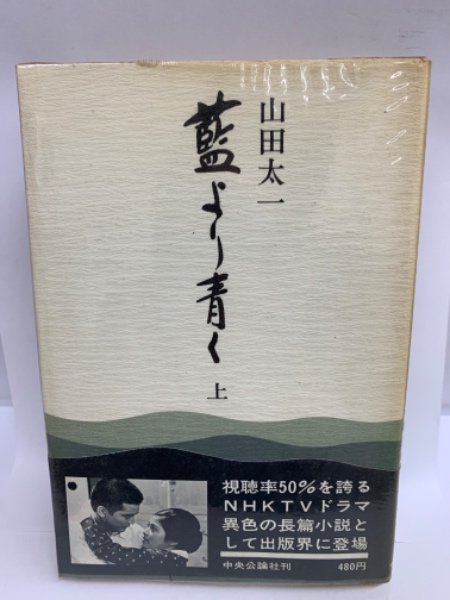 山田太一
藍より青く
上
視聴率50%を誇る
NHKTVドラマ
異色の長篇小説と
して出版界に登場
中央公論社刊 480円